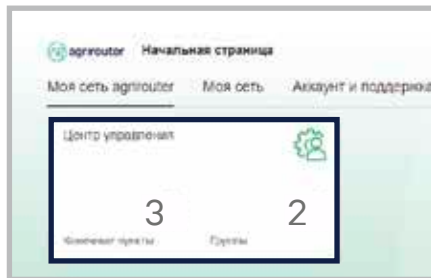 agrirouter Начальная страница
Моя сеть agrirouter Моя сеть Аккаунт и поддержка
Центр управления
3 2
Конечные пункты Группы